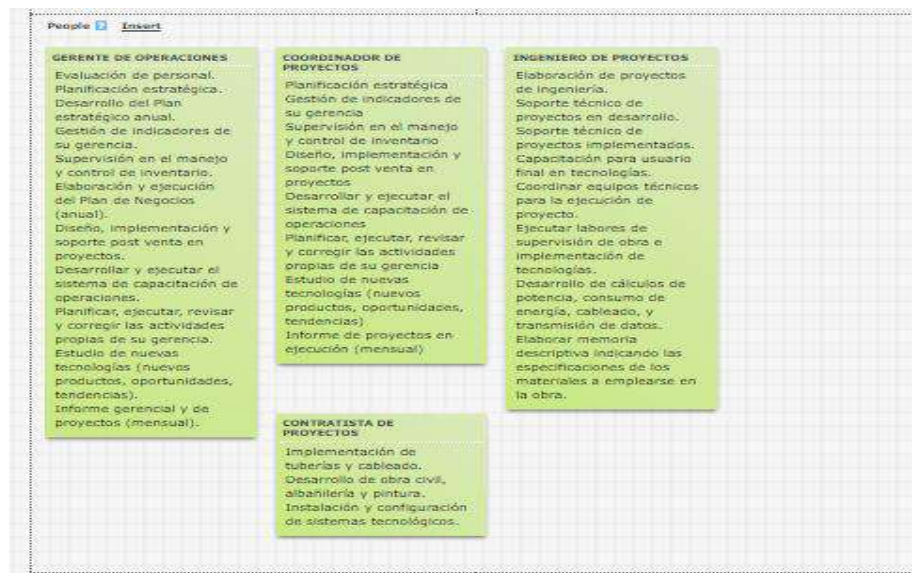 People ? Insert
GERENTE DE OPERACIONES
Evaluación de personal.
Planificación estratégica.
Desarrollo del Plan
estratégico anual.
Gestión de indicadores de
su gerencia.
Supervisión en el manejo
y control de inventario.
Elaboración y ejecución
del Plan de Negocios
(anual).
Diseño, implementación y
soporte post venta en
proyectos.
Desarrollar y ejecutar el
sistema de capacitación de
operaciones.
Planificar, ejecutar, revisar
y corregir las actividades
propias de su gerencia.
Estudio de nuevas
tecnologías (nuevos
productos, oportunidades,
tendencias).
Informe gerencial y de
proyectos (mensual).
COORDINADOR DE
PROYECTOS
Planificación estratégica
Gestión de indicadores de
su gerencia
Supervisión en el manejo
y control de inventario
Diseño, implementación y
soporte post venta en
proyectos
Desarrollar y ejecutar el
sistema de capacitación de
operaciones
Planificar, ejecutar, revisar
y corregir las actividades
propias de su gerencia
Estudio de nuevas
tecnologías (nuevos
productos, oportunidades,
tendencias)
Informe de proyectos en
ejecución (mensual)
INGENIERO DE PROYECTOS
Elaboración de proyectos
de ingeniería.
Soporte técnico de
proyectos en desarrollo.
Soporte técnico de
proyectos implementados.
Capacitación para usuario
final en tecnologías.
Coordinar equipos técnicos
para la ejecución de
proyecto.
Ejecutar labores de
supervisión de obra e
implementación de
tecnologías.
Desarrollo de cálculos de
potencia, consumo de
energía, cableado, y
transmisión de datos.
Elaborar memoria
descriptiva indicando las
especificaciones de los
materiales a emplearse en
la obra.
CONTRATISTA DE
PROYECTOS
Implementación de
tuberías y cableado.
Desarrollo de obra civil,
albañilería y pintura.
Instalación y configuración
de sistemas tecnológicos.